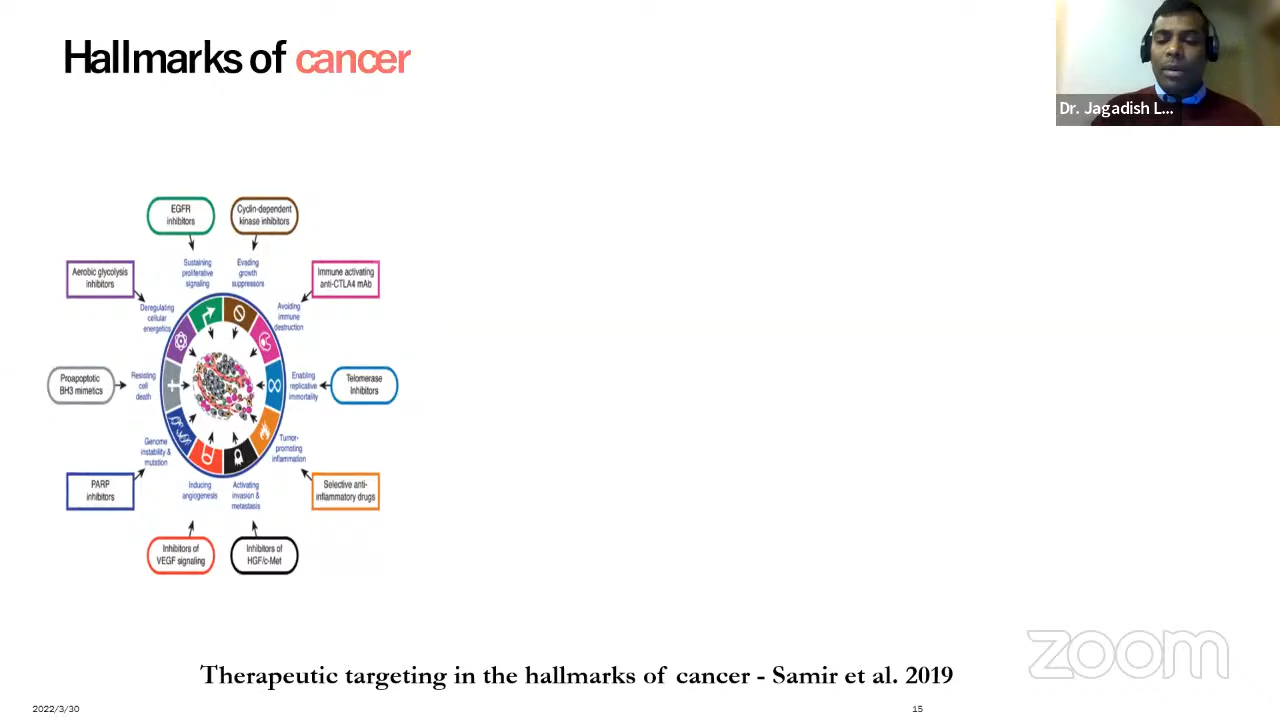 Hallmarks of cancer
Dr. Jagadish L...
EGFR
inhibitors
Cyclin-dependent
kinase inhibitors
Aerobic glycolysis
inhibitors
Sustaining
proliferative
signaling
Evading
growth
suppressors
Immune activating
anti-CTLA4 mAb
Deregulating
cellular
energetics
Avoiding
immune
destruction
Proapoptotic
BH3 mimetics
Resisting
cell
death
Enabling
replicative
immortality
Telomerase
Inhibitors
Genome
instability &
mutation
Tumor-
promoting
inflammation
PARP
inhibitors
Inducing
angiogenesis
Activating
invasion &
metastasis
Selective anti-
inflammatory drugs
Inhibitors of
VEGF signaling
Inhibitors of
HGF/c-Met
zoom
Therapeutic targeting in the hallmarks of cancer - Samir et al. 2019
2022/3/30
15